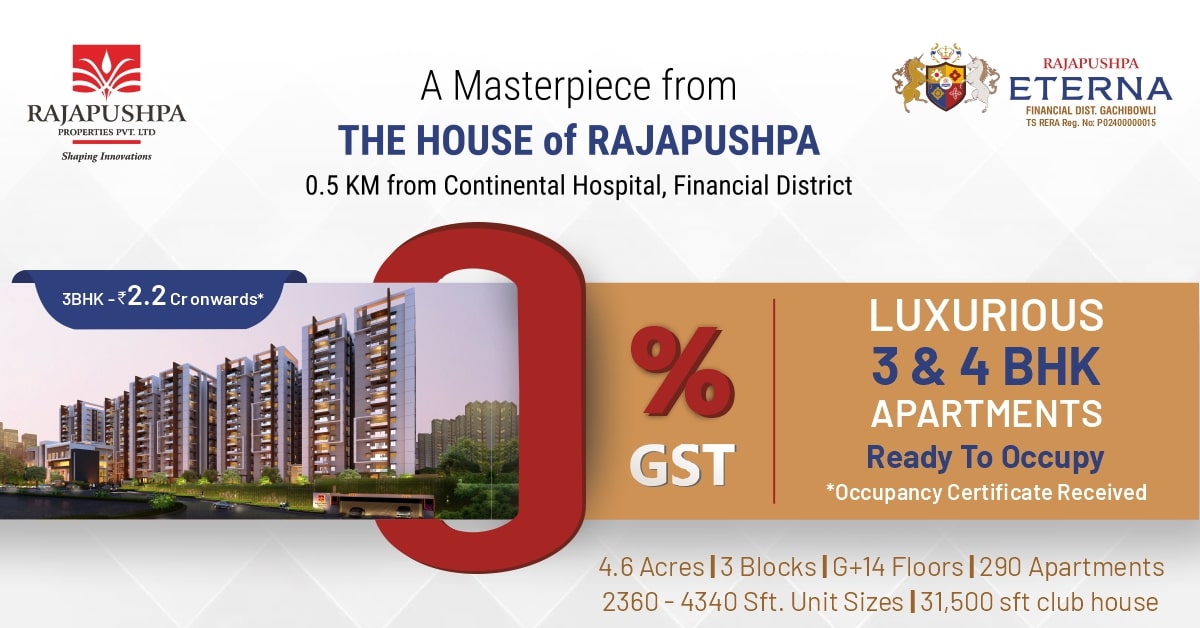 RAJAPUSHPA
PROPERTIES PVT. LTD
Shaping Innovations
A Masterpiece from
THE HOUSE of RAJAPUSHPA
0.5 KM from Continental Hospital, Financial District
RAJAPUSHPA
ETERNA
FINANCIAL DIST. GACHIBOWLI
TS RERA Reg. No: P02400000015
3BHK - ₹2.2 Cr onwards*
0%
GST
LUXURIOUS
3 & 4 BHK
APARTMENTS
Ready To Occupy
*Occupancy Certificate Received
4.6 Acres | 3 Blocks | G+14 Floors | 290 Apartments
2360 - 4340 Sft. Unit Sizes | 31,500 sft club house